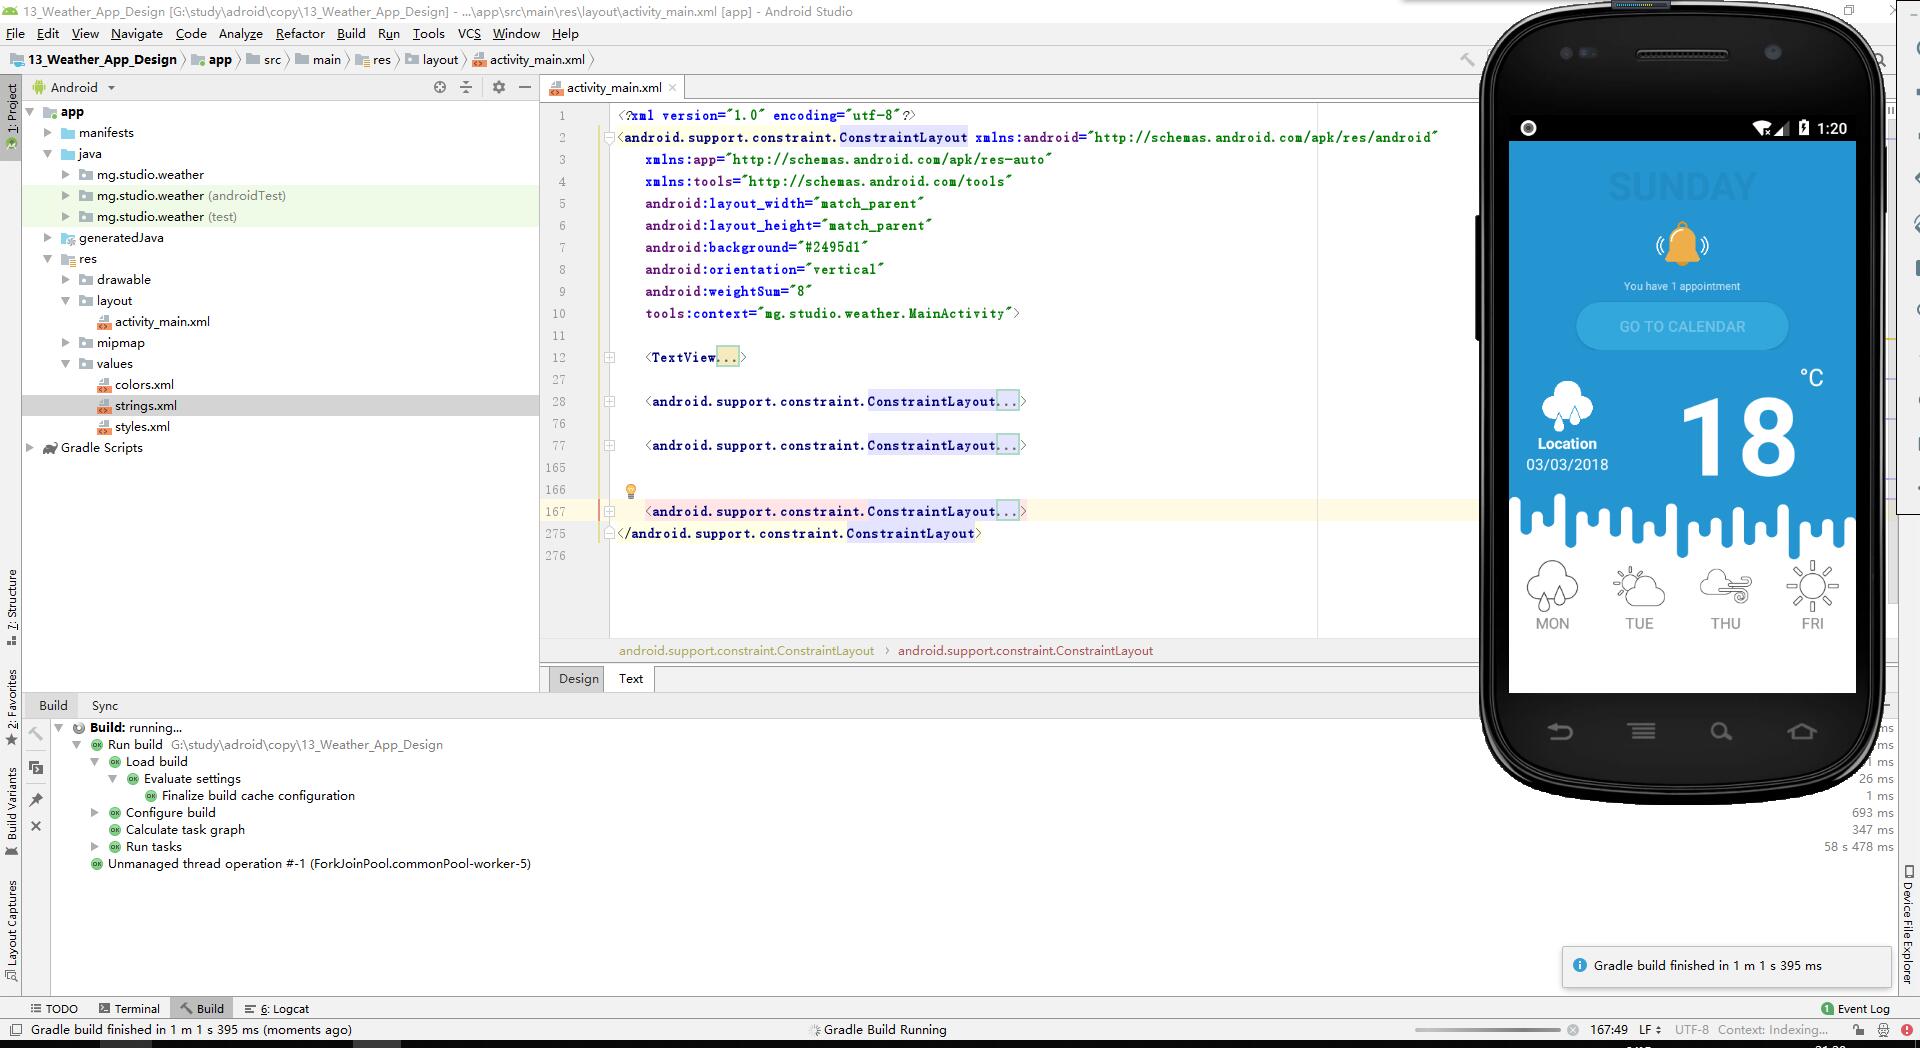 13_Weather_App_Design [G:\study\adroid\copy\13_Weather_App_Design] - ...\app\src\main\res\layout\activity_main.xml [app] - Android Studio
File Edit View Navigate Code Analyze Refactor Build Run Tools VCS Window Help
13_Weather_App_Design app src main res layout activity_main.xml
1: Project
Android
app
manifests
java
mg.studio.weather
mg.studio.weather (androidTest)
mg.studio.weather (test)
generatedJava
res
drawable
layout
activity_main.xml
mipmap
values
colors.xml
strings.xml
styles.xml
Gradle Scripts
activity_main.xml
1 <?xml version="1.0" encoding="utf-8"?>
2 <android.support.constraint.ConstraintLayout xmlns:android="http://schemas.android.com/apk/res/android"
3 xmlns:app="http://schemas.android.com/apk/res-auto"
4 xmlns:tools="http://schemas.android.com/tools"
5 android:layout_width="match_parent"
6 android:layout_height="match_parent"
7 android:background="#2495d1"
8 android:orientation="vertical"
9 android:weightSum="8"
10 tools:context="mg.studio.weather.MainActivity">
11
12 <TextView...>
27
28 <android.support.constraint.ConstraintLayout...>
76
77 <android.support.constraint.ConstraintLayout...>
165
166
167 <android.support.constraint.ConstraintLayout...>
275 </android.support.constraint.ConstraintLayout>
276
android.support.constraint.ConstraintLayout › android.support.constraint.ConstraintLayout
Design Text
1:20
SUNDAY
You have 1 appointment
GO TO CALENDAR
°C
18
Location
03/03/2018
MON TUE THU FRI
7: Structure
2: Favorites
Build Variants
Layout Captures
Build Sync
Build: running...
Run build G:\study\adroid\copy\13_Weather_App_Design
Load build
Evaluate settings
Finalize build cache configuration
Configure build
Calculate task graph
Run tasks
Unmanaged thread operation #-1 (ForkJoinPool.commonPool-worker-5)
ms
ms
1 ms
26 ms
1 ms
693 ms
347 ms
58 s 478 ms
Device File Explorer
Gradle build finished in 1 m 1 s 395 ms
TODO Terminal Build 6: Logcat
1 Event Log
Gradle build finished in 1 m 1 s 395 ms (moments ago)
Gradle Build Running
167:49 LF UTF-8 Context: Indexing...